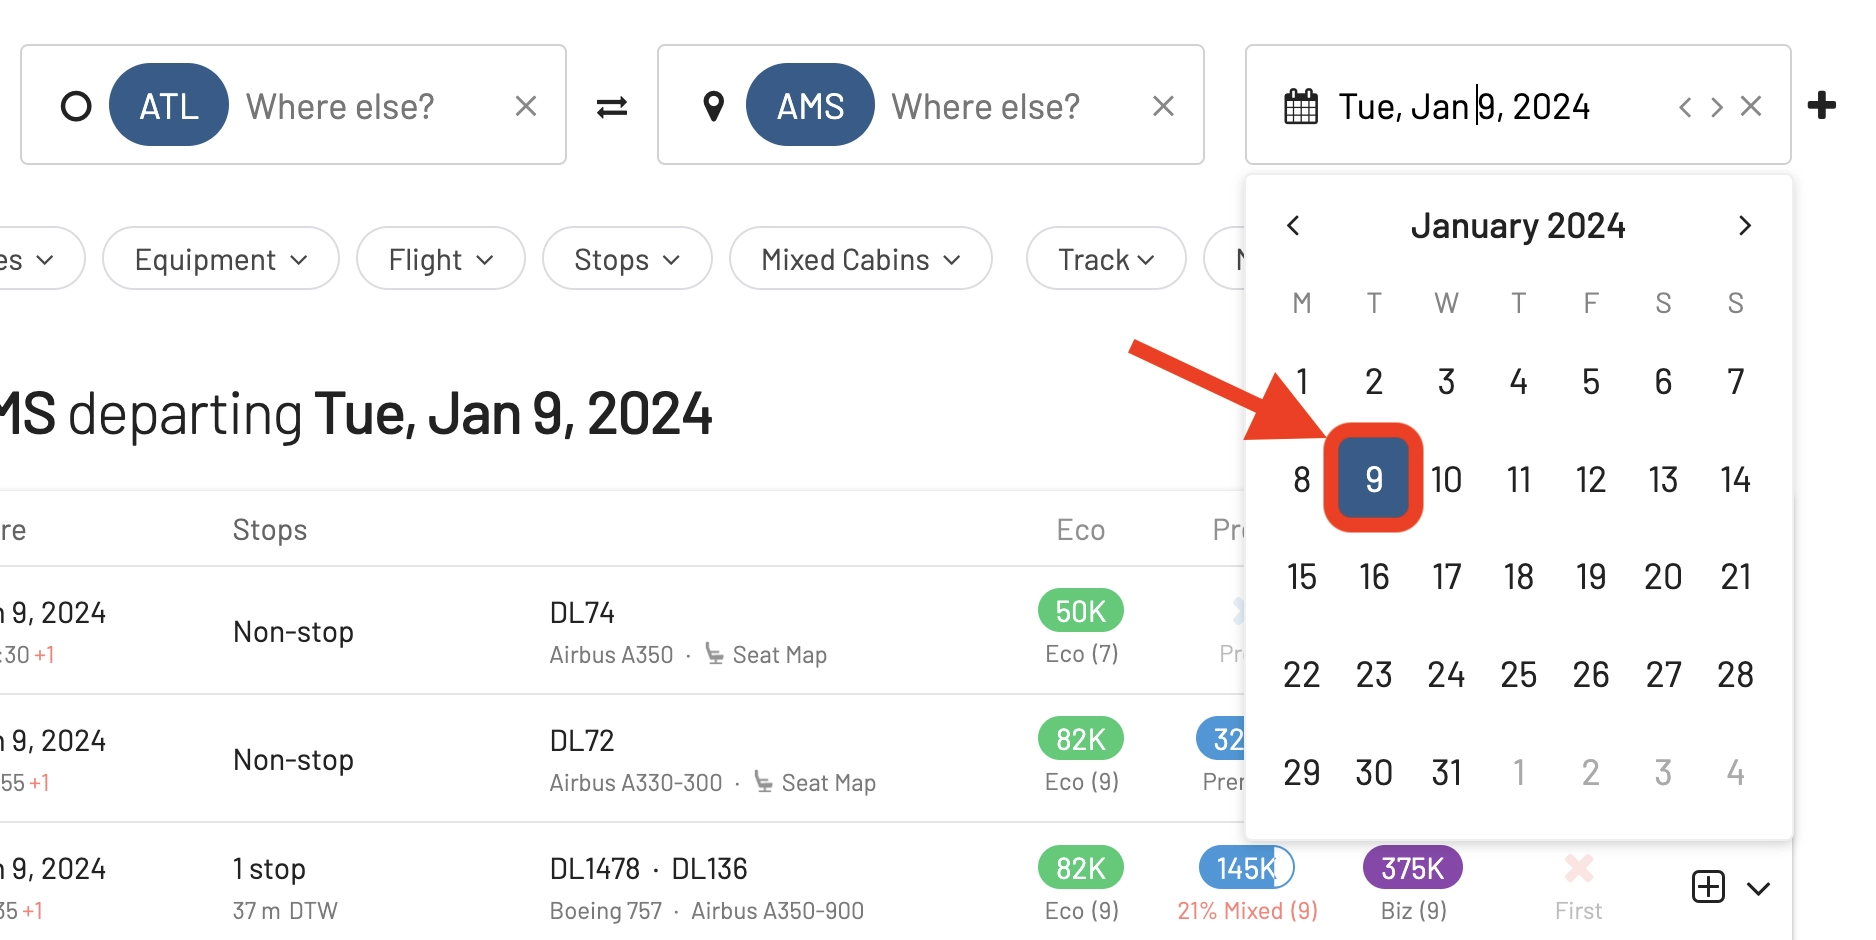 ATL Where else?
AMS Where else?
Tue, Jan 9, 2024
es
Equipment
Flight
Stops
Mixed Cabins
Track
January 2024
M T W T F S S
1 2 3 4 5 6 7
8 9 10 11 12 13 14
15 16 17 18 19 20 21
22 23 24 25 26 27 28
29 30 31 1 2 3 4
MS departing Tue, Jan 9, 2024
re Stops Eco Pre
n 9, 2024 Non-stop DL74 50K
:30 +1 Airbus A350 · Seat Map Eco (7) Pr
n 9, 2024 Non-stop DL72 82K 32
55 +1 Airbus A330-300 · Seat Map Eco (9) Prem
n 9, 2024 1 stop DL1478 · DL136 82K 145K 375K
35 +1 37 m DTW Boeing 757 · Airbus A350-900 Eco (9) 21% Mixed (9) Biz (9) First